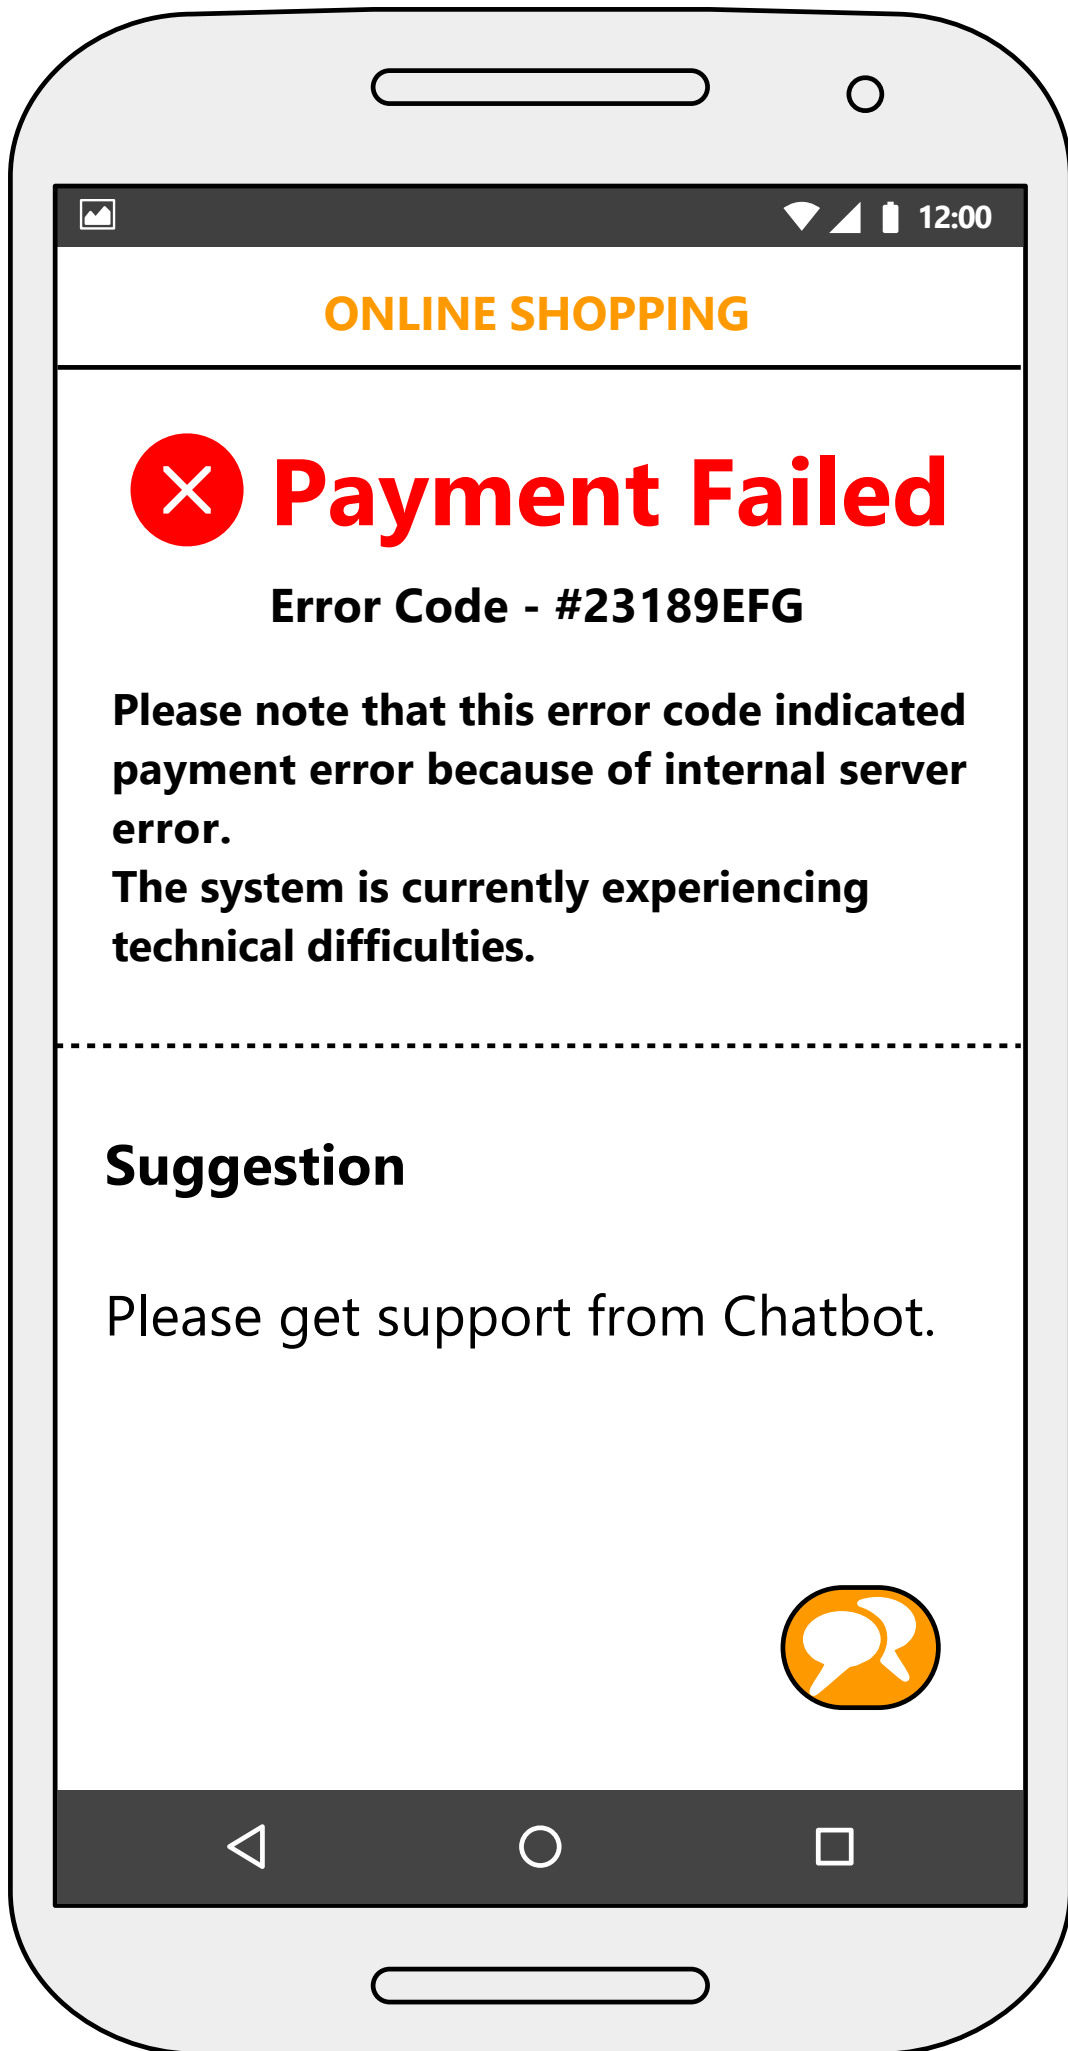 12:00
ONLINE SHOPPING
Payment Failed
Error Code - #23189EFG
Please note that this error code indicated
payment error because of internal server
error.
The system is currently experiencing
technical difficulties.
Suggestion
Please get support from Chatbot.